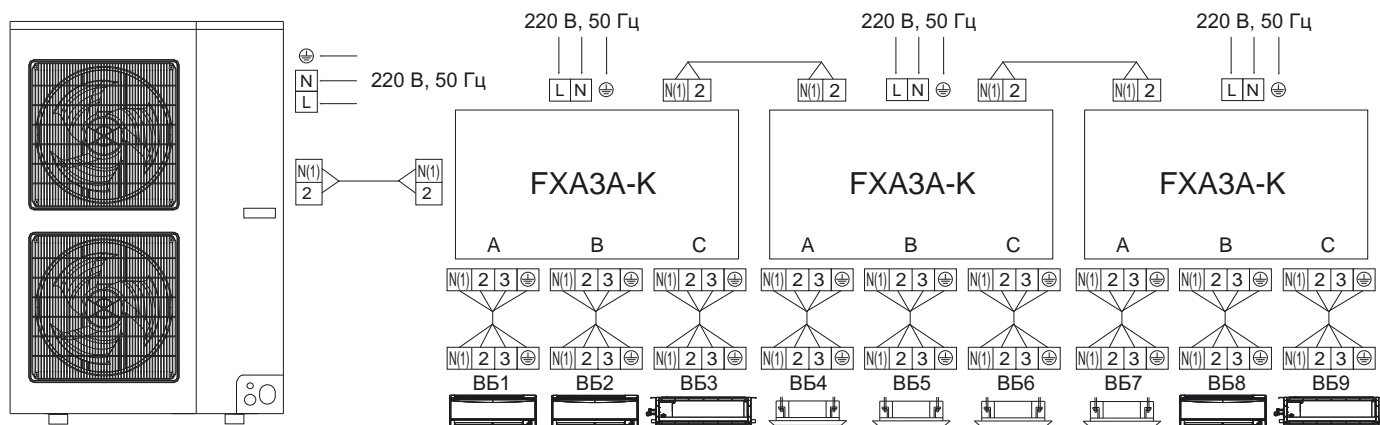 220 В, 50 Гц 220 В, 50 Гц 220 В, 50 Гц
N 220 В, 50 Гц
L
L N N(1) 2 N(1) 2 L N N(1) 2 N(1) 2 L N
N(1) N(1)
2 2
FXA3A-K FXA3A-K FXA3A-K
A B C A B C A B C
N(1) 2 3 N(1) 2 3 N(1) 2 3 N(1) 2 3 N(1) 2 3 N(1) 2 3 N(1) 2 3 N(1) 2 3 N(1) 2 3
N(1) 2 3 N(1) 2 3 N(1) 2 3 N(1) 2 3 N(1) 2 3 N(1) 2 3 N(1) 2 3 N(1) 2 3 N(1) 2 3
ВБ1 ВБ2 ВБ3 ВБ4 ВБ5 ВБ6 ВБ7 ВБ8 ВБ9